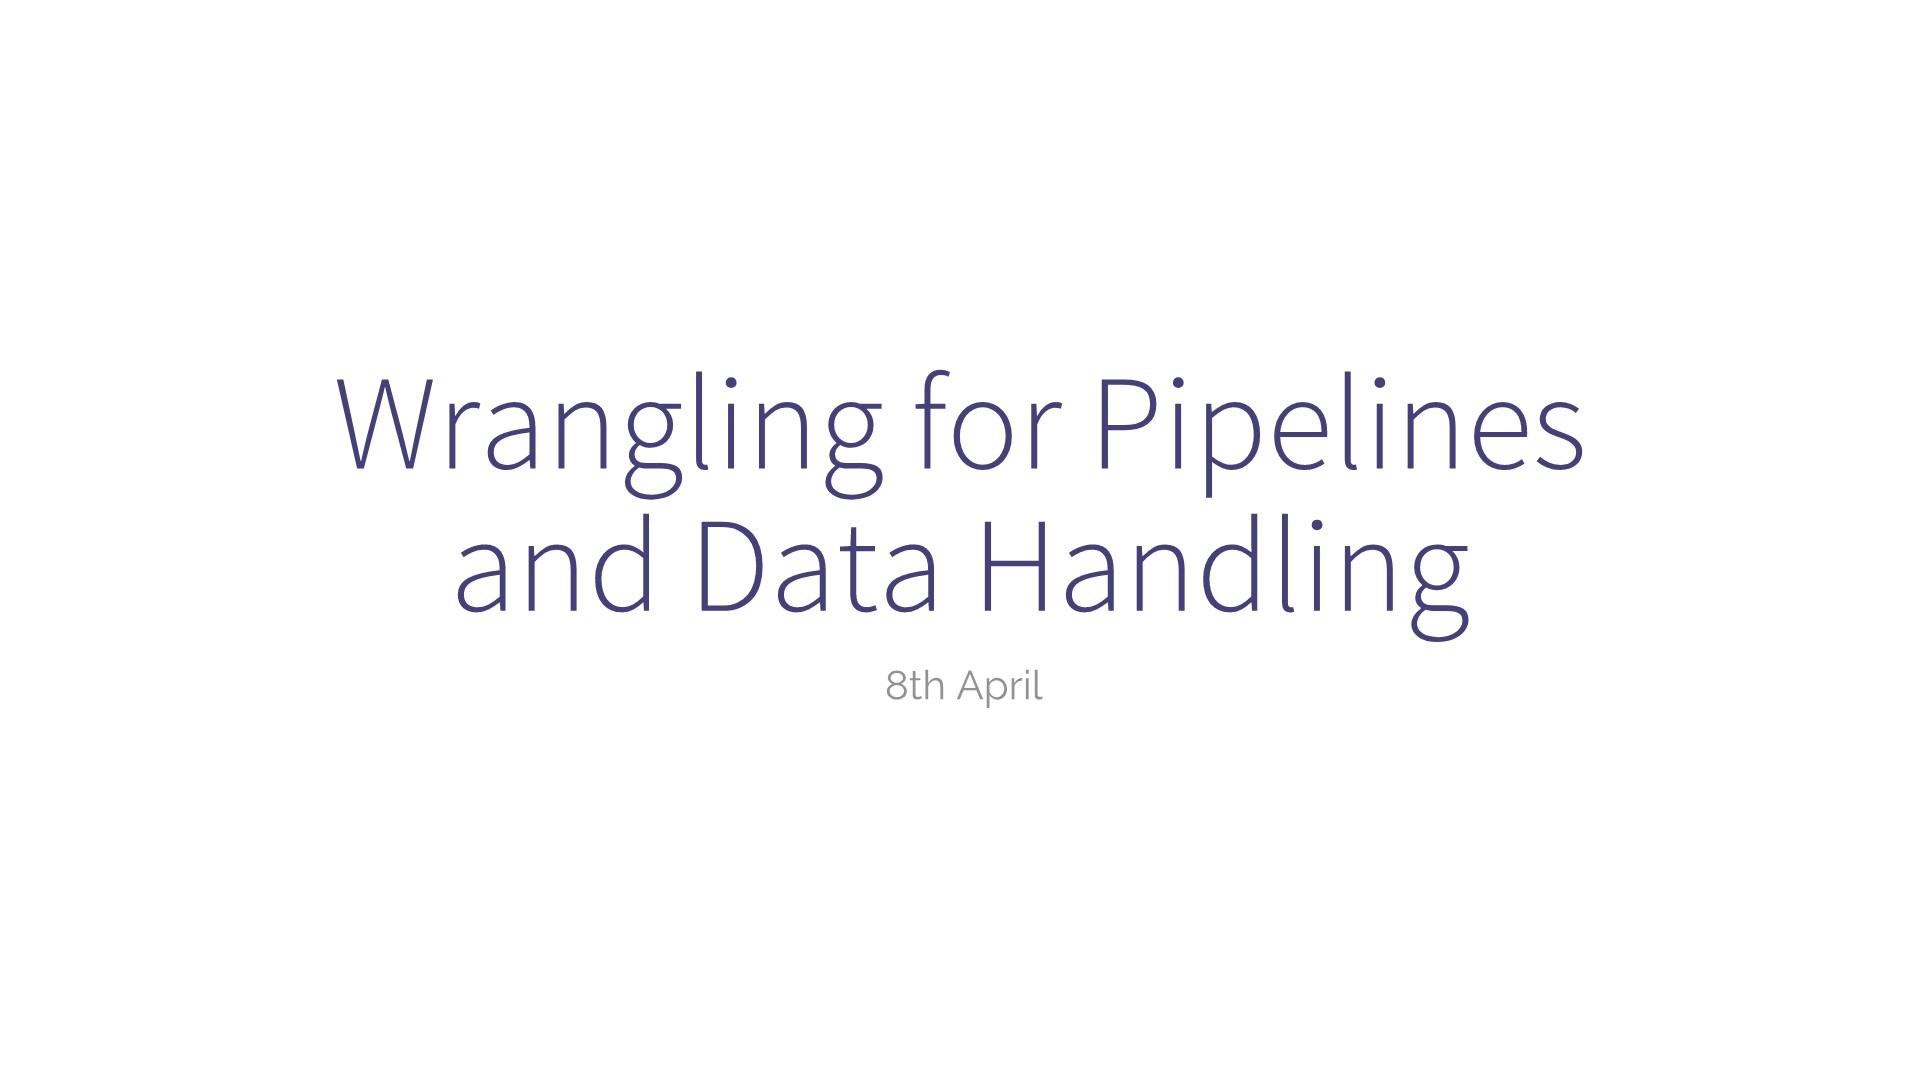 Wrangling for Pipelines
and Data Handling
8th April